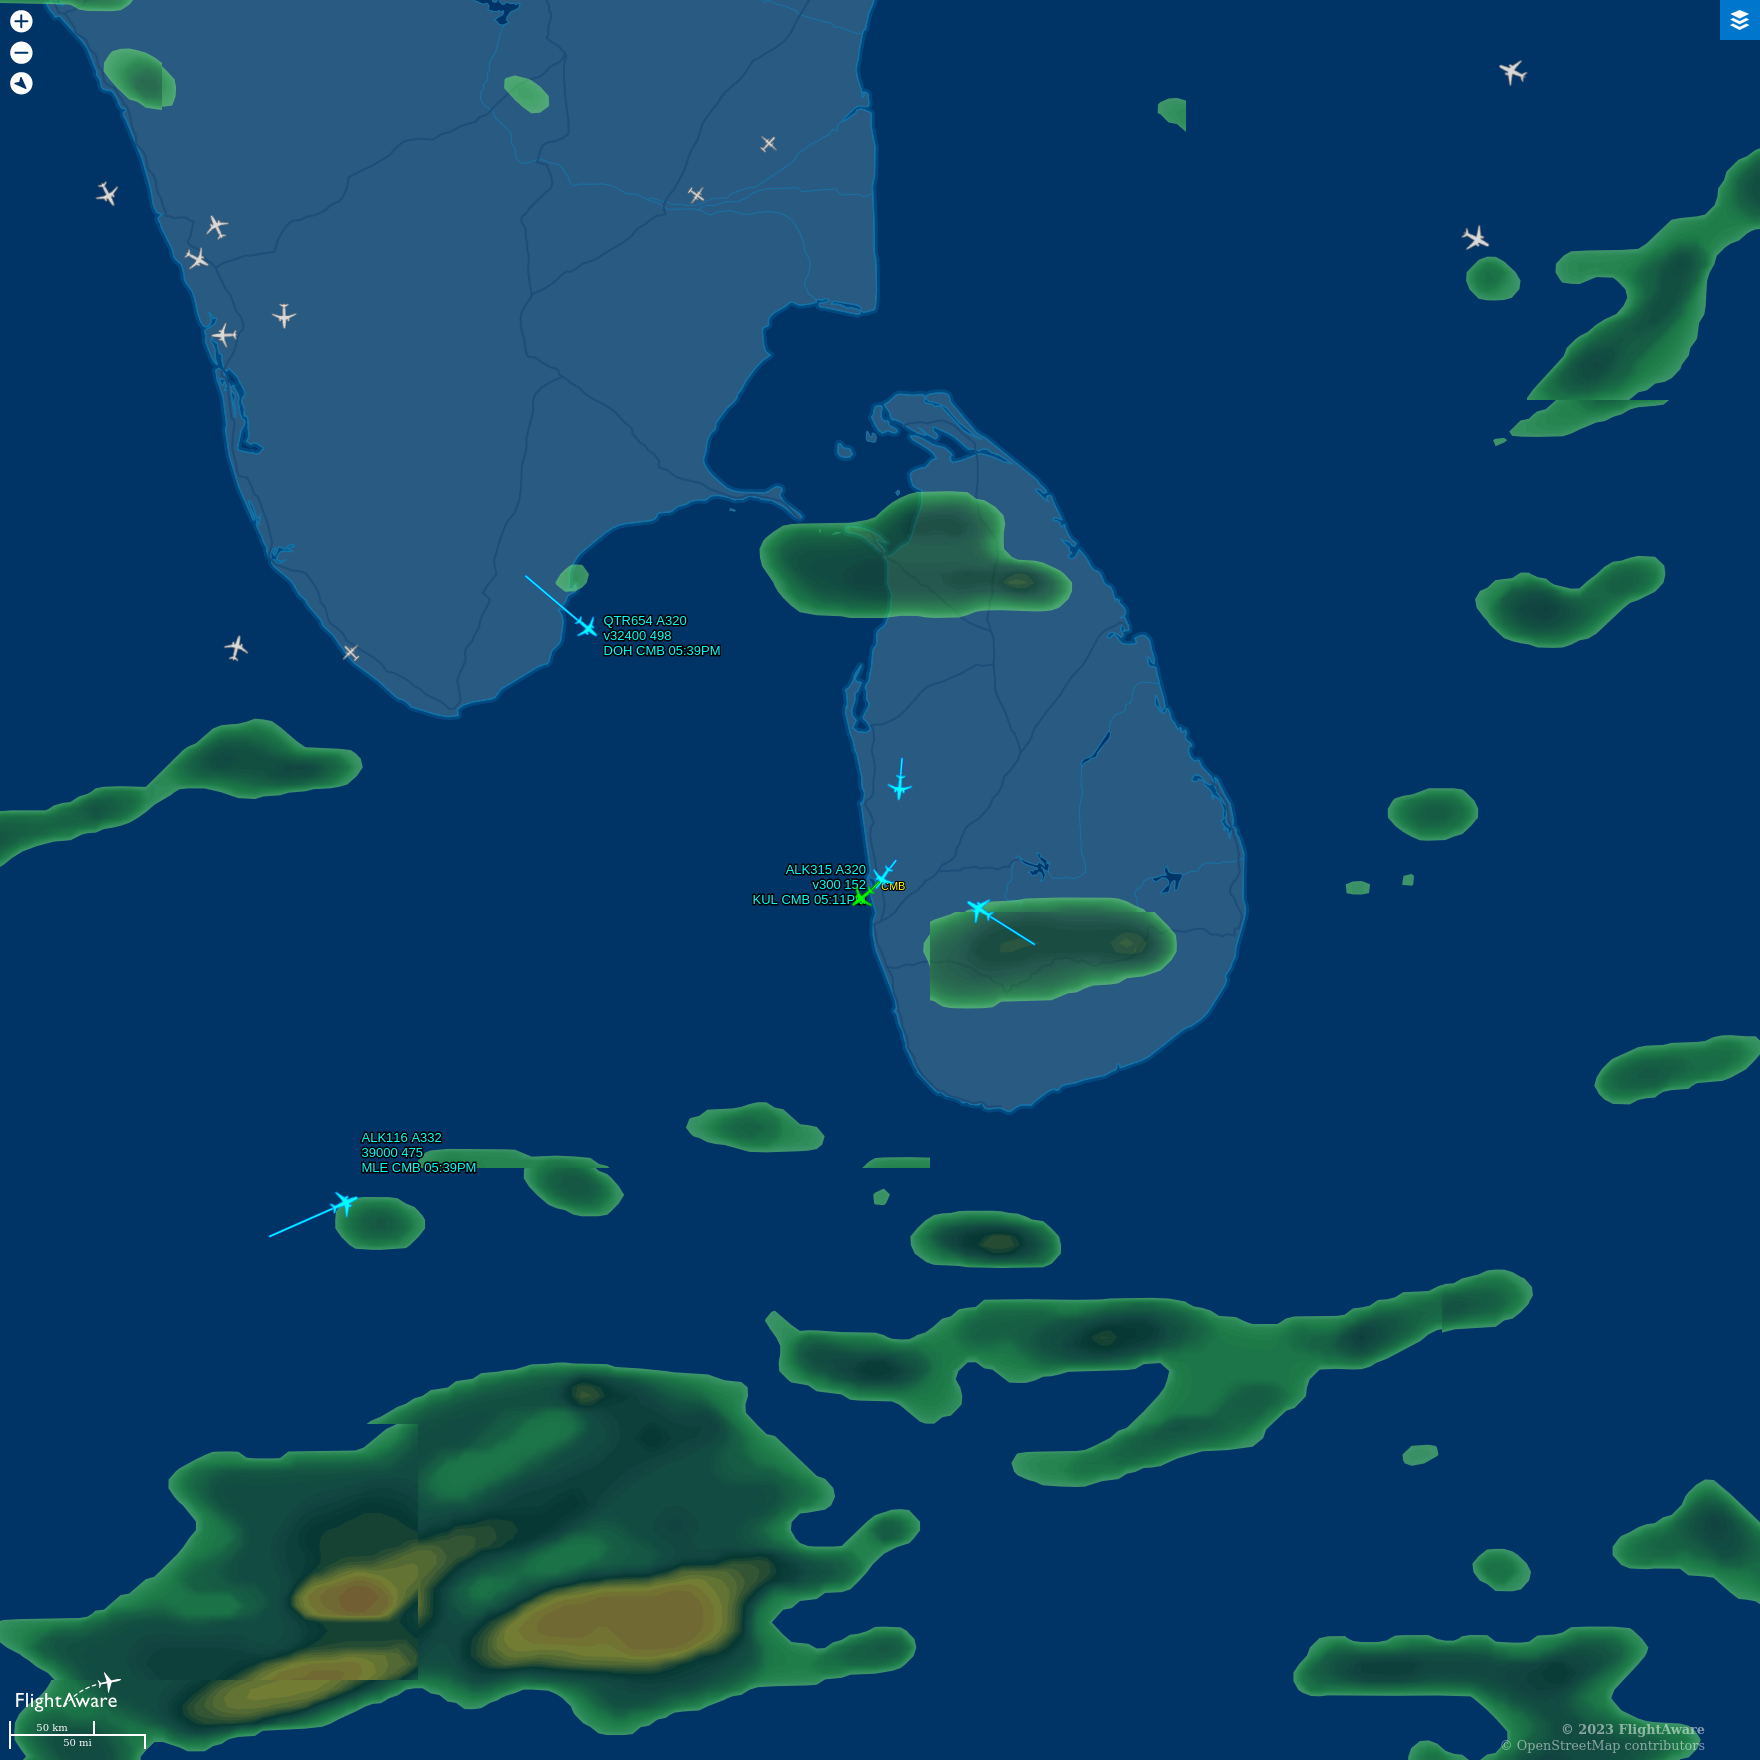 QTR654 A320
v32400 498
DOH CMB 05:39PM
ALK315 A320
v300 152
KUL CMB 05:11P
CMB
ALK116 A332
39000 475
MLE CMB 05:39PM
FlightAware
50 km
50 mi
© 2023 FlightAware
© OpenStreetMap contributors